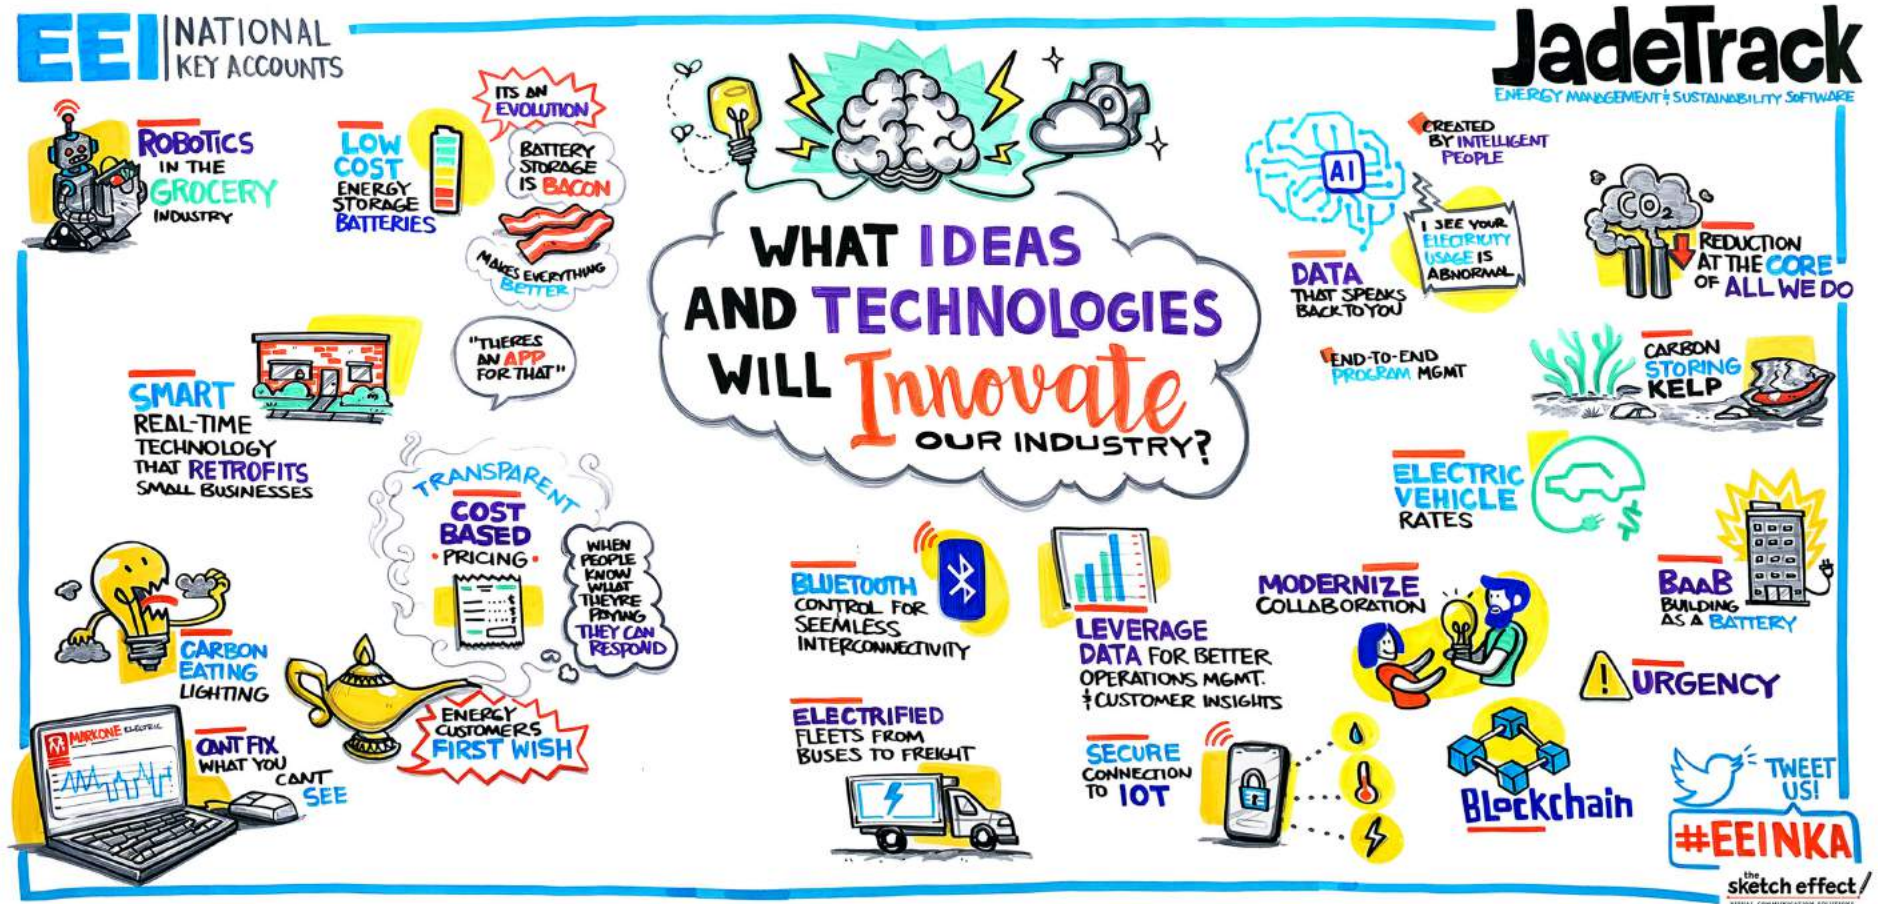 EEI
NATIONAL
KEY ACCOUNTS
JadeTrack
ENERGY MANAGEMENT & SUSTAINABILITY SOFTWARE
ROBOTICS
IN THE
GROCERY
INDUSTRY
LOW
COST
ENERGY
STORAGE
BATTERIES
ITS AN
EVOLUTION
BATTERY
STORAGE
IS BACON
MAKES EVERYTHING
BETTER
"THERES
AN APP
FOR THAT"
SMART
REAL-TIME
TECHNOLOGY
THAT RETROFITS
SMALL BUSINESSES
TRANSPARENT
COST
BASED
• PRICING •
WHEN
PEOPLE
KNOW
WHAT
THEYRE
PAYING
THEY CAN
RESPOND
ENERGY
CUSTOMERS
FIRST WISH
CARBON
EATING
LIGHTING
MARKONE ELECTRIC
CANT FIX
WHAT YOU
CANT
SEE
WHAT IDEAS
AND TECHNOLOGIES
WILL Innovate
OUR INDUSTRY?
BLUETOOTH
CONTROL FOR
SEEMLESS
INTERCONNECTIVITY
ELECTRIFIED
FLEETS FROM
BUSES TO FREIGHT
LEVERAGE
DATA FOR BETTER
OPERATIONS MGMT.
& CUSTOMER INSIGHTS
SECURE
CONNECTION
TO IOT
AI
CREATED
BY INTELLIGENT
PEOPLE
I SEE YOUR
ELECTRICITY
USAGE IS
ABNORMAL
DATA
THAT SPEAKS
BACK TO YOU
END-TO-END
PROGRAM MGMT
CO2
REDUCTION
AT THE CORE
OF ALL WE DO
CARBON
STORING
KELP
ELECTRIC
VEHICLE
RATES
$
MODERNIZE
COLLABORATION
BAAB
BUILDING
AS A BATTERY
URGENCY
BLockchain
TWEET
US!
#EEINKA
the
sketch effect